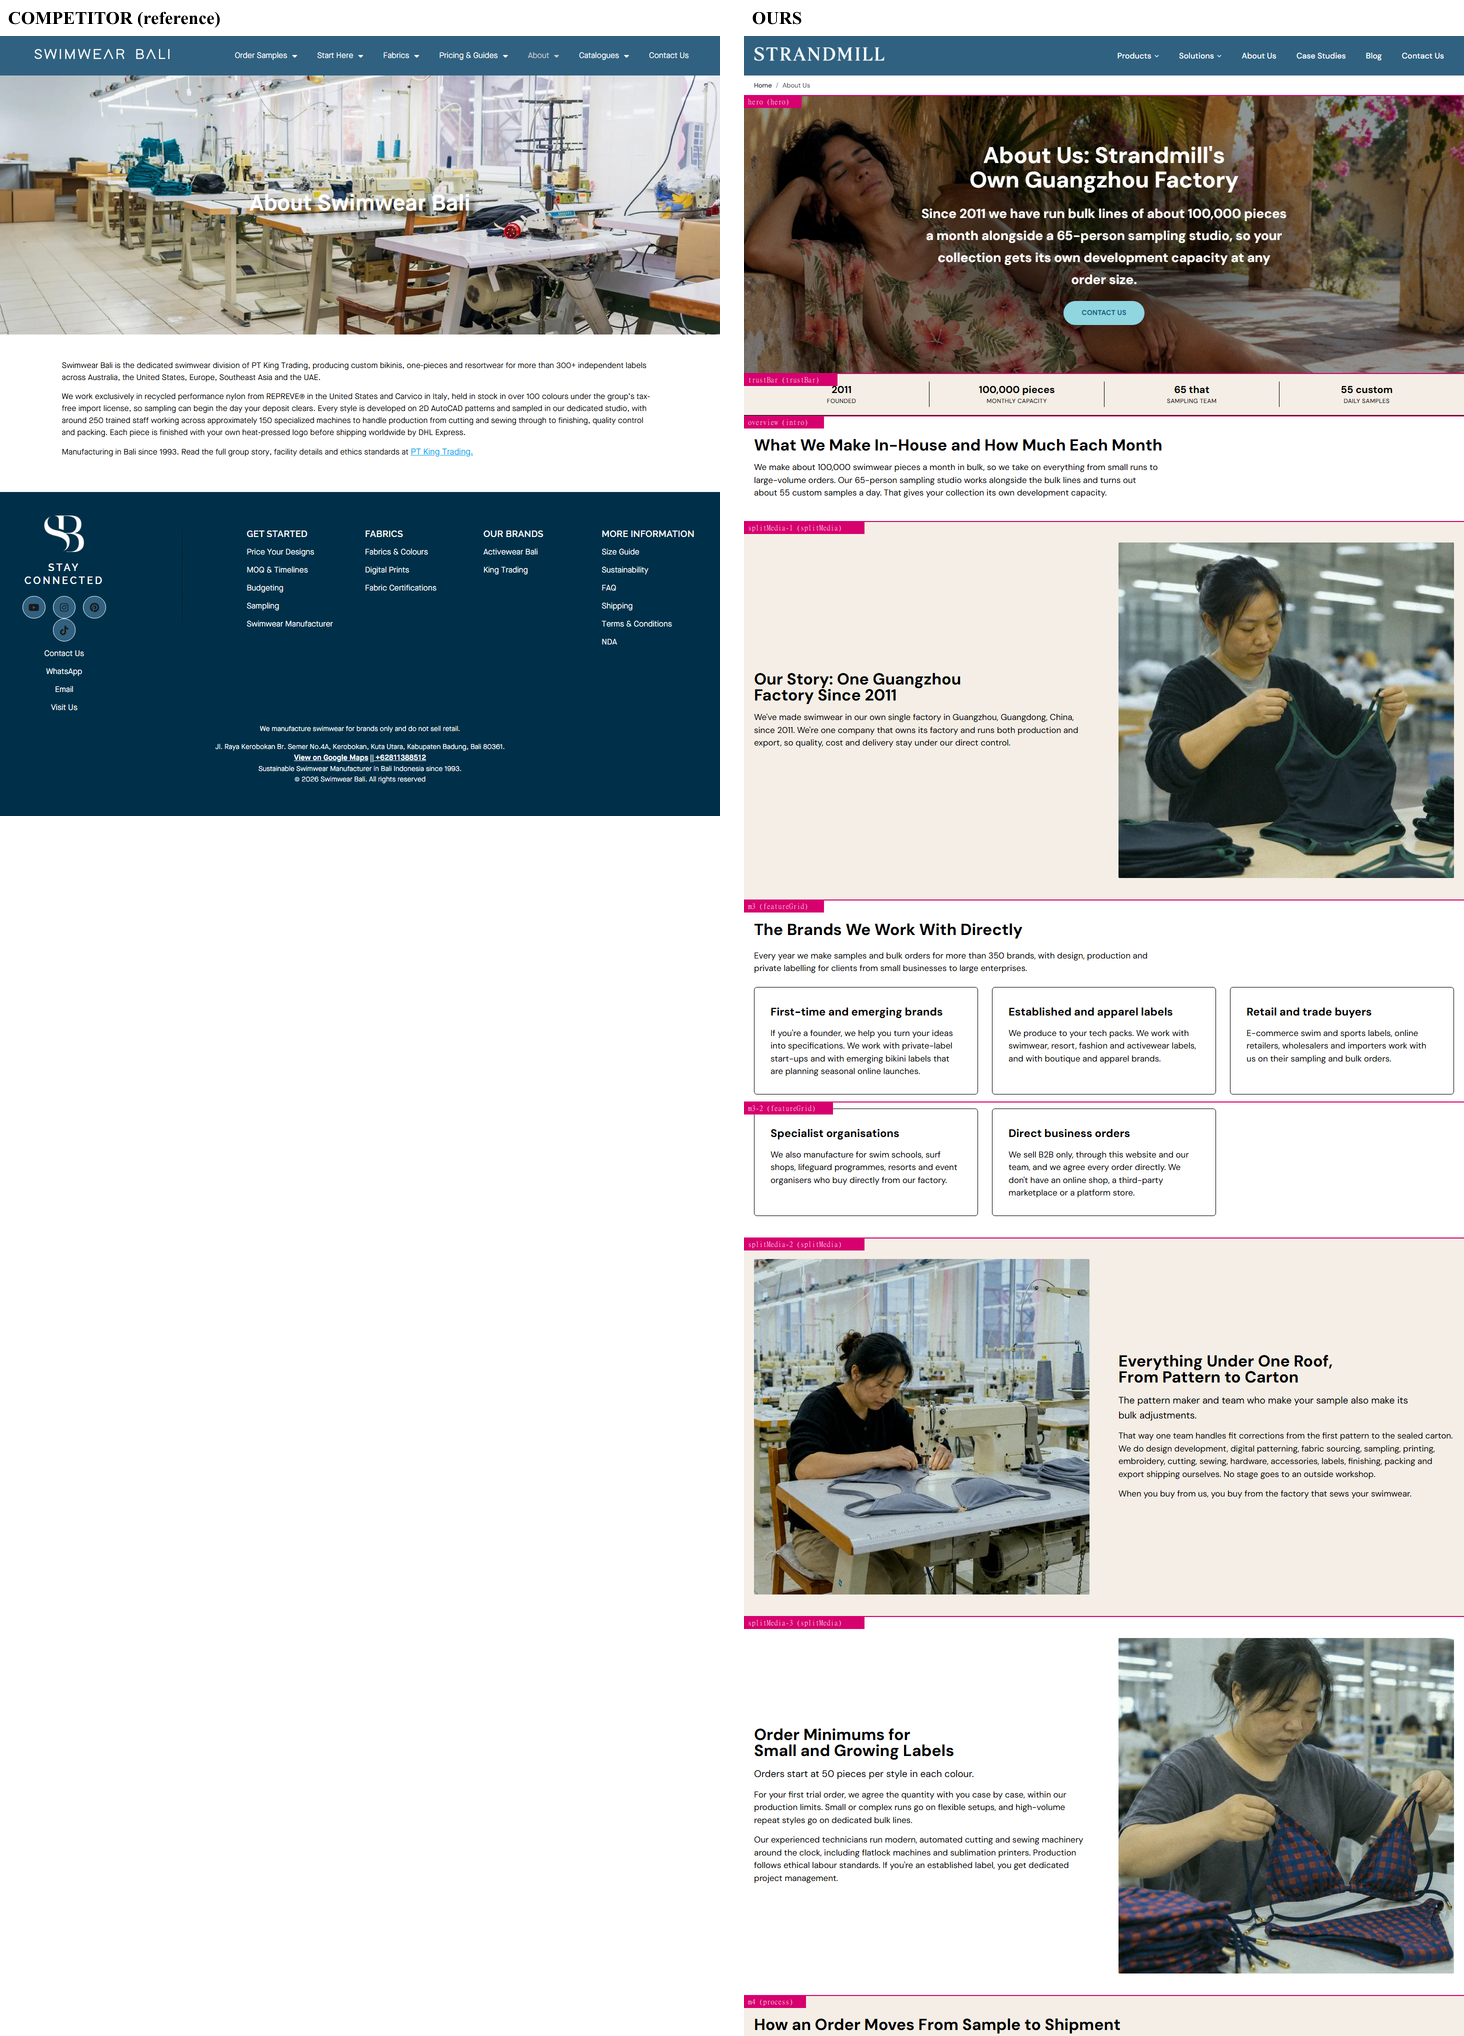 COMPETITOR (reference)
SWIMWEAR BALI
Order Samples
Start Here
Fabrics
Pricing & Guides
About
Catalogues
Contact Us
About Swimwear Bali
Swimwear Bali is the dedicated swimwear division of PT King Trading, producing custom bikinis, one-pieces and resortwear for more than 300+ independent labels
across Australia, the United States, Europe, Southeast Asia and the UAE.
We work exclusively in recycled performance nylon from REPREVE® in the United States and Carvico in Italy, held in stock in over 100 colours under the group's tax-
free import license, so sampling can begin the day your deposit clears. Every style is developed on 2D AutoCAD patterns and sampled in our dedicated studio, with
around 250 trained staff working across approximately 150 specialized machines to handle production from cutting and sewing through to finishing, quality control
and packing. Each piece is finished with your own heat-pressed logo before shipping worldwide by DHL Express.
Manufacturing in Bali since 1993. Read the full group story, facility details and ethics standards at PT King Trading.
STAY
CONNECTED
Contact Us
WhatsApp
Email
Visit Us
GET STARTED
Price Your Designs
MOQ & Timelines
Budgeting
Sampling
Swimwear Manufacturer
FABRICS
Fabrics & Colours
Digital Prints
Fabric Certifications
OUR BRANDS
Activewear Bali
King Trading
MORE INFORMATION
Size Guide
Sustainability
FAQ
Shipping
Terms & Conditions
NDA
We manufacture swimwear for brands only and do not sell retail.
Jl. Raya Kerobokan Br. Semer No.4A, Kerobokan, Kuta Utara, Kabupaten Badung, Bali 80361.
View on Google Maps || +62811388512
Sustainable Swimwear Manufacturer in Bali Indonesia since 1993.
© 2026 Swimwear Bali. All rights reserved
OURS
STRANDMILL
Products
Solutions
About Us
Case Studies
Blog
Contact Us
Home / About Us
hero (hero)
About Us: Strandmill's
Own Guangzhou Factory
Since 2011 we have run bulk lines of about 100,000 pieces
a month alongside a 65-person sampling studio, so your
collection gets its own development capacity at any
order size.
CONTACT US
trustBar (trustBar)
2011
FOUNDED
100,000 pieces
MONTHLY CAPACITY
65 that
SAMPLING TEAM
55 custom
DAILY SAMPLES
overview (intro)
What We Make In-House and How Much Each Month
We make about 100,000 swimwear pieces a month in bulk, so we take on everything from small runs to
large-volume orders. Our 65-person sampling studio works alongside the bulk lines and turns out
about 55 custom samples a day. That gives your collection its own development capacity.
splitMedia-1 (splitMedia)
Our Story: One Guangzhou
Factory Since 2011
We've made swimwear in our own single factory in Guangzhou, Guangdong, China,
since 2011. We're one company that owns its factory and runs both production and
export, so quality, cost and delivery stay under our direct control.
m3 (featureGrid)
The Brands We Work With Directly
Every year we make samples and bulk orders for more than 350 brands, with design, production and
private labelling for clients from small businesses to large enterprises.
First-time and emerging brands
If you're a founder, we help you turn your ideas
into specifications. We work with private-label
start-ups and with emerging bikini labels that
are planning seasonal online launches.
Established and apparel labels
We produce to your tech packs. We work with
swimwear, resort, fashion and activewear labels,
and with boutique and apparel brands.
Retail and trade buyers
E-commerce swim and sports labels, online
retailers, wholesalers and importers work with
us on their sampling and bulk orders.
m3-2 (featureGrid)
Specialist organisations
We also manufacture for swim schools, surf
shops, lifeguard programmes, resorts and event
organisers who buy directly from our factory.
Direct business orders
We sell B2B only, through this website and our
team, and we agree every order directly. We
don't have an online shop, a third-party
marketplace or a platform store.
splitMedia-2 (splitMedia)
Everything Under One Roof,
From Pattern to Carton
The pattern maker and team who make your sample also make its
bulk adjustments.
That way one team handles fit corrections from the first pattern to the sealed carton.
We do design development, digital patterning, fabric sourcing, sampling, printing,
embroidery, cutting, sewing, hardware, accessories, labels, finishing, packing and
export shipping ourselves. No stage goes to an outside workshop.
When you buy from us, you buy from the factory that sews your swimwear.
splitMedia-3 (splitMedia)
Order Minimums for
Small and Growing Labels
Orders start at 50 pieces per style in each colour.
For your first trial order, we agree the quantity with you case by case, within our
production limits. Small or complex runs go on flexible setups, and high-volume
repeat styles go on dedicated bulk lines.
Our experienced technicians run modern, automated cutting and sewing machinery
around the clock, including flatlock machines and sublimation printers. Production
follows ethical labour standards. If you're an established label, you get dedicated
project management.
m4 (process)
How an Order Moves From Sample to Shipment